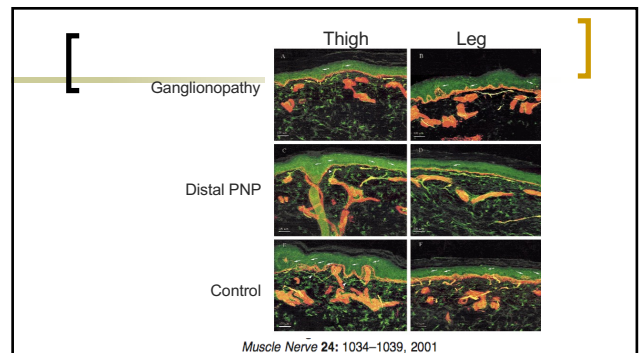 Thigh Leg
Ganglionopathy
A B
Distal PNP
C D
Control
E F
Muscle Nerve 24: 1034–1039, 2001